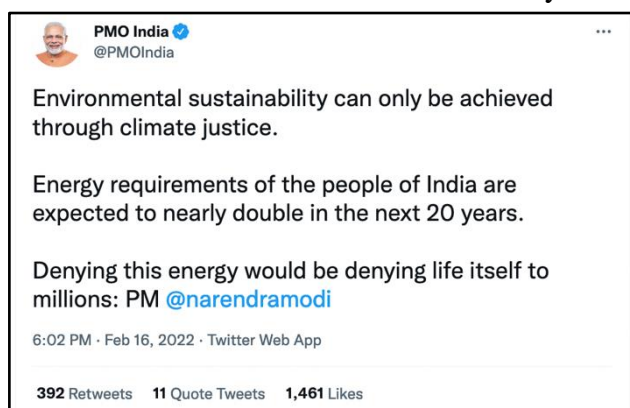 PMO India
@PMOIndia
Environmental sustainability can only be achieved
through climate justice.
Energy requirements of the people of India are
expected to nearly double in the next 20 years.
Denying this energy would be denying life itself to
millions: PM @narendramodi
6:02 PM · Feb 16, 2022 · Twitter Web App
392 Retweets 11 Quote Tweets 1,461 Likes